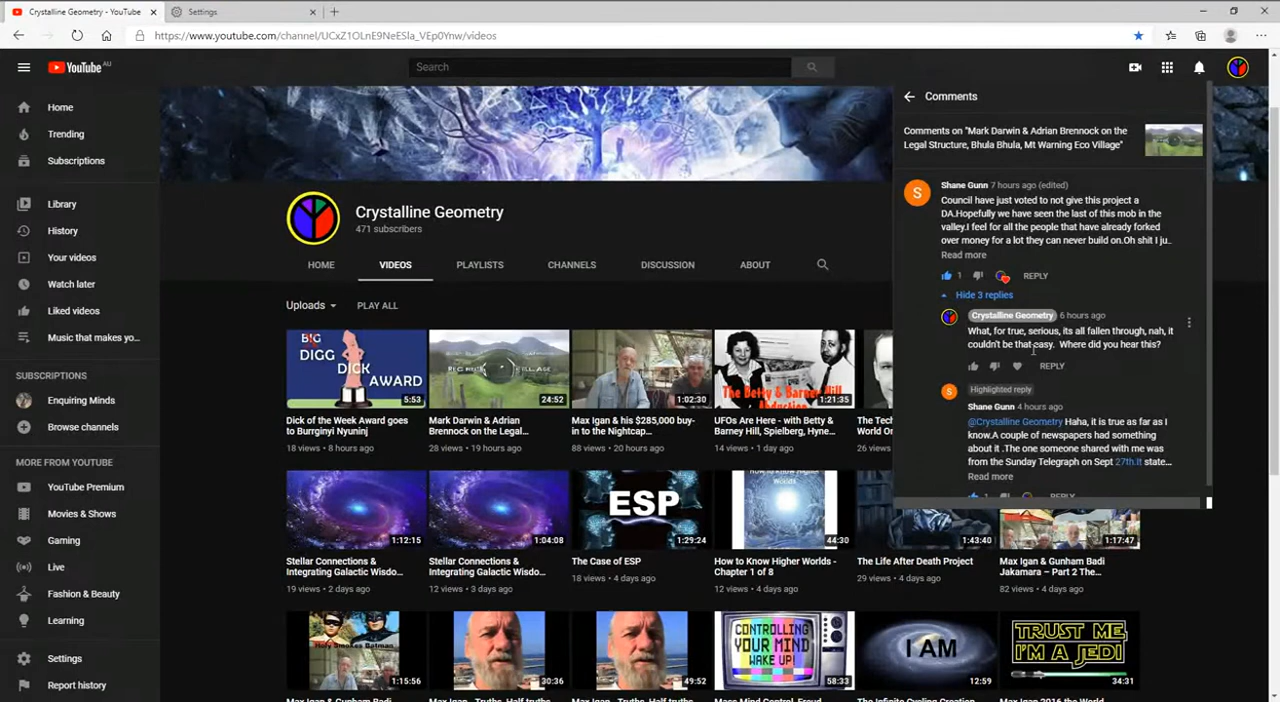 Crystalline Geometry - YouTube
Settings
https://www.youtube.com/channel/UCxZ1OLnE9NeESla_VEp0Ynw/videos
YouTube AU
Search
Home
Trending
Subscriptions
Library
History
Your videos
Watch later
Liked videos
Music that makes yo...
SUBSCRIPTIONS
Enquiring Minds
Browse channels
MORE FROM YOUTUBE
YouTube Premium
Movies & Shows
Gaming
Live
Fashion & Beauty
Learning
Settings
Report history
Crystalline Geometry
471 subscribers
HOME
VIDEOS
PLAYLISTS
CHANNELS
DISCUSSION
ABOUT
Uploads
PLAY ALL
BIG
DIGG
DICK
AWARD
5:53
24:52
1:02:30
The Betty & Barney Hill
1:21:35
Dick of the Week Award goes
to Burrginyi Nynininj
18 views • 8 hours ago
Mark Darwin & Adrian
Brennock on the Legal...
28 views • 19 hours ago
Max Igan & his $285,000 buy-
in to the Nightcap...
88 views • 20 hours ago
UFOs Are Here - with Betty &
Barney Hill, Spielberg, Hyne...
14 views • 1 day ago
The Tech
World On
26 views
1:12:15
1:04:08
ESP
1:29:24
How to Know Higher
Worlds
44:30
1:43:40
1:17:47
Stellar Connections &
Integrating Galactic Wisdo...
19 views • 2 days ago
Stellar Connections &
Integrating Galactic Wisdo...
12 views • 3 days ago
The Case of ESP
18 views • 4 days ago
How to Know Higher Worlds -
Chapter 1 of 8
12 views • 4 days ago
The Life After Death Project
29 views • 4 days ago
Max Igan & Gunham Badi
Jakamara – Part 2 The...
82 views • 4 days ago
Holy Smokes Batman
1:15:56
30:36
49:52
CONTROLLING
YOUR MIND
WAKE UP!
58:33
I AM
12:59
TRUST ME
I'M A JEDI
34:31
Comments
Comments on "Mark Darwin & Adrian Brennock on the
Legal Structure, Bhula Bhula, Mt Warning Eco Village"
S
Shane Gunn 7 hours ago (edited)
Council have just voted to not give this project a
DA.Hopefully we have seen the last of this mob in the
valley.I feel for all the people that have already forked
over money for a lot they can never build on.Oh shit I ju..
Read more
1
REPLY
Hide 3 replies
Crystalline Geometry 6 hours ago
What, for true, serious, its all fallen through, nah, it
couldn't be that easy. Where did you hear this?
REPLY
S
Highlighted reply
Shane Gunn 4 hours ago
@Crystalline Geometry Haha, it is true as far as I
know.A couple of newspapers had something
about it .The one someone shared with me was
from the Sunday Telegraph on Sept 27th.It state...
Read more
1
REPLY